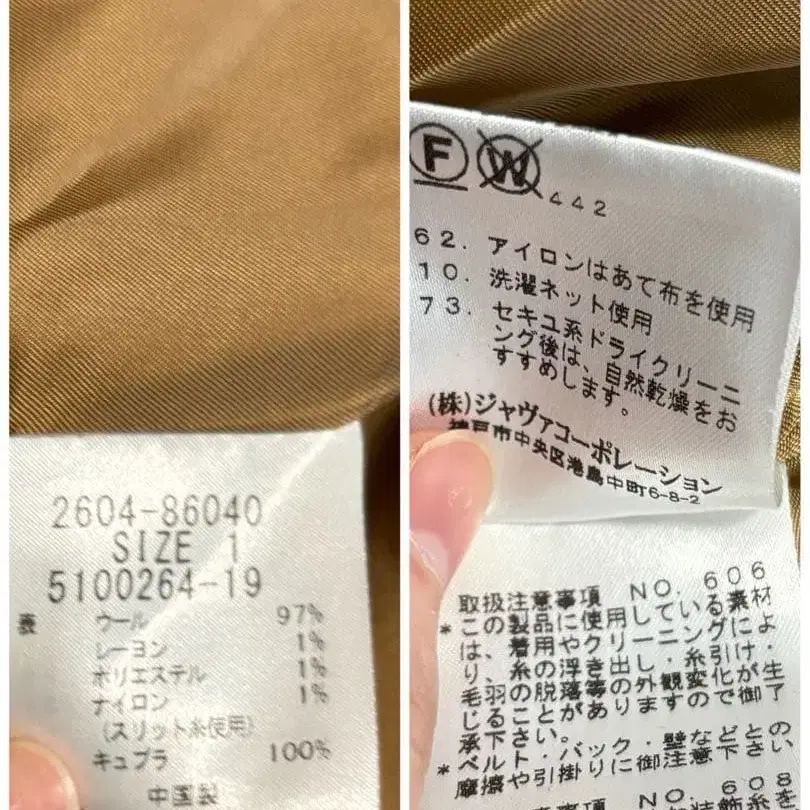 2604-86040
SIZE 1
5100264-19
表 ウール 97%
レーヨン 1%
ポリエステル 1%
ナイロン 1%
(スリット糸使用)
キュプラ 100%
中国製
F W
442
62. アイロンはあて布を使用
10. 洗濯ネット使用
73. セキユ系ドライクリーニ
ング後は、自然乾燥をお
すすめします。
(株)ジャヴァコーポレーション
神戸市中央区港島中町6-8-2
取扱注意事項 NO. 606
*この製品に使用している素材
は、着用やクリーニングによ
り、糸の浮き出し・糸引け・
毛羽の脱落等の外観変化が生
じることがありますので御了
承下さい。
*ベルト・バック・壁などとの
摩擦や引掛りに御注意下さい
取扱注意事項 NO. 608